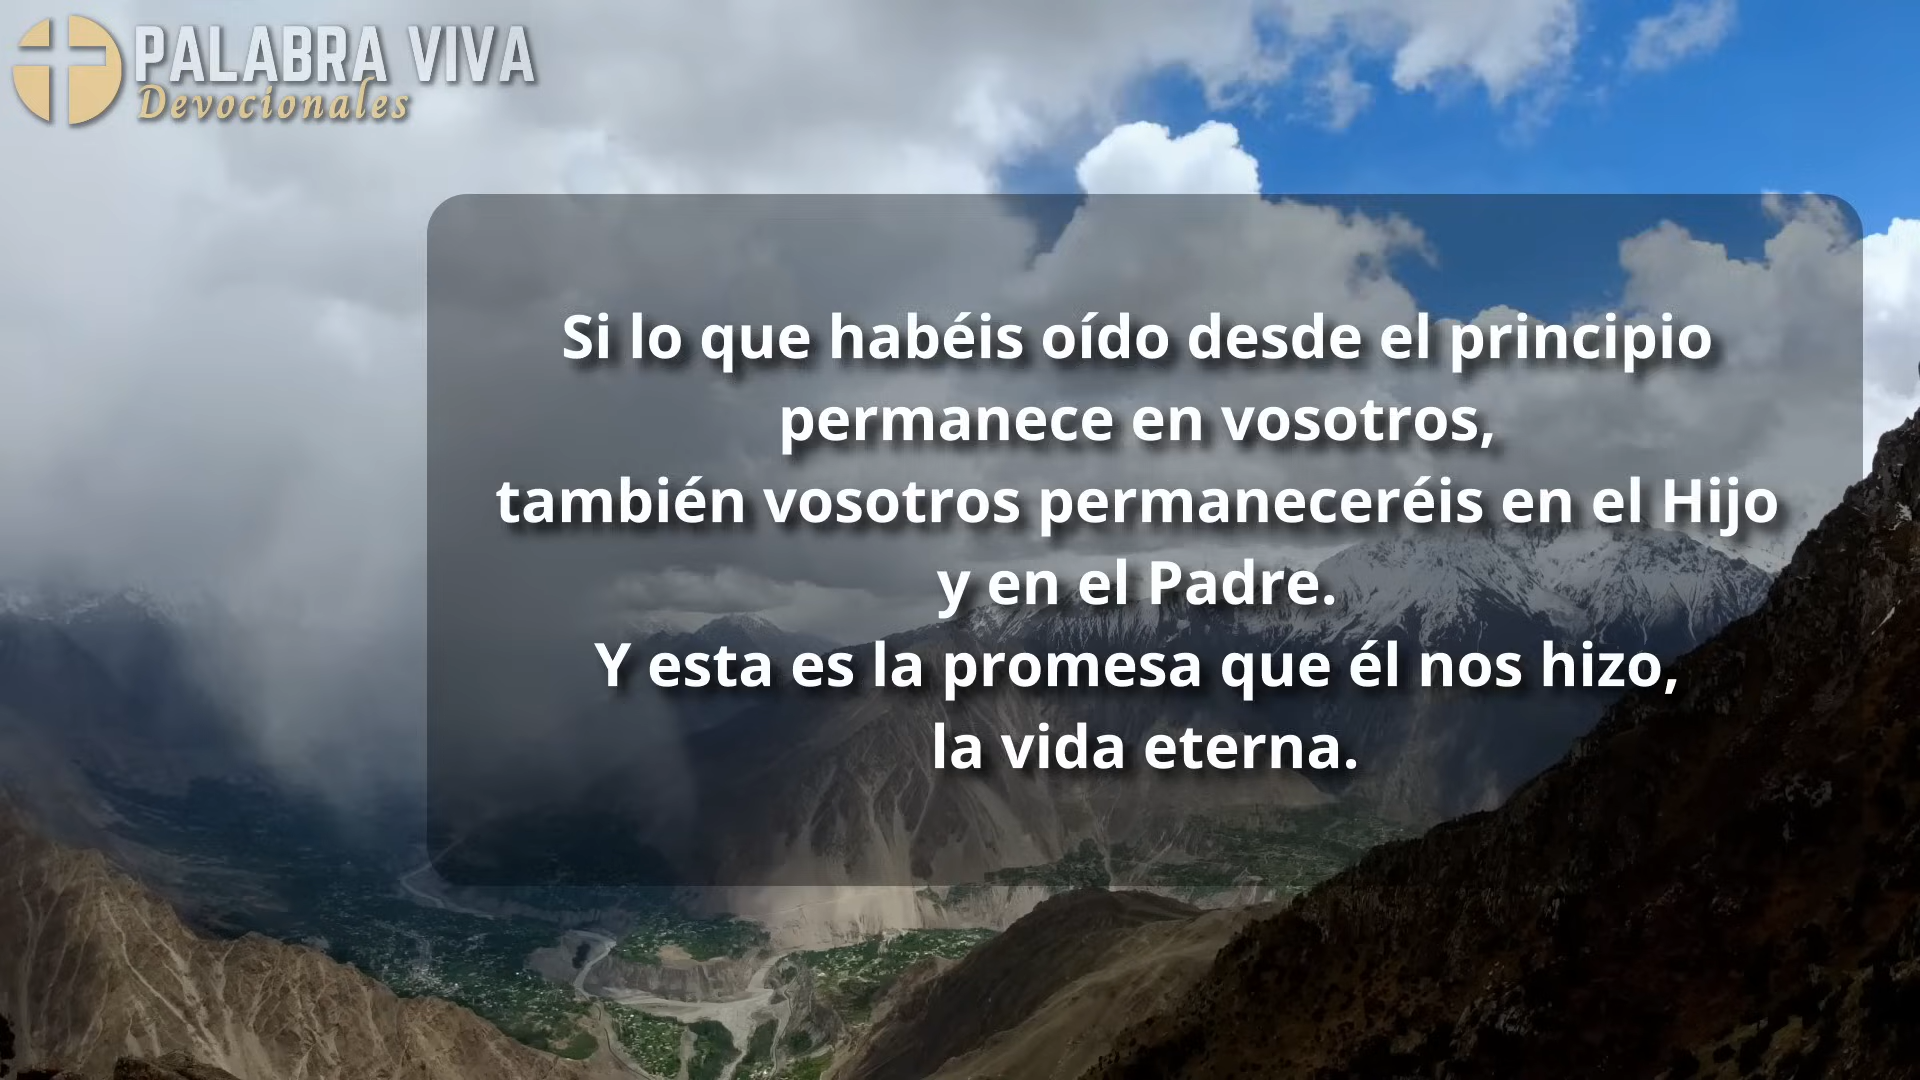 PALABRA VIVA
Devocionales
Si lo que habéis oído desde el principio
permanece en vosotros,
también vosotros permaneceréis en el Hijo
y en el Padre.
Y esta es la promesa que él nos hizo,
la vida eterna.